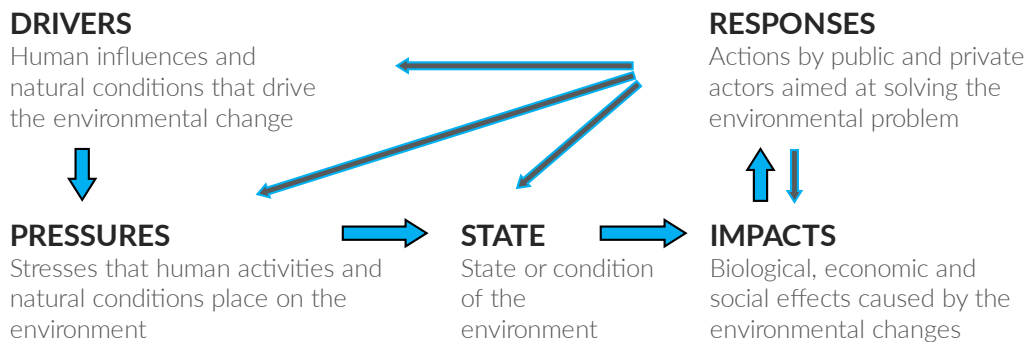 DRIVERS
Human influences and
natural conditions that drive
the environmental change
RESPONSES
Actions by public and private
actors aimed at solving the
environmental problem
PRESSURES
Stresses that human activities and
natural conditions place on the
environment
STATE
State or condition
of the
environment
IMPACTS
Biological, economic and
social effects caused by the
environmental changes